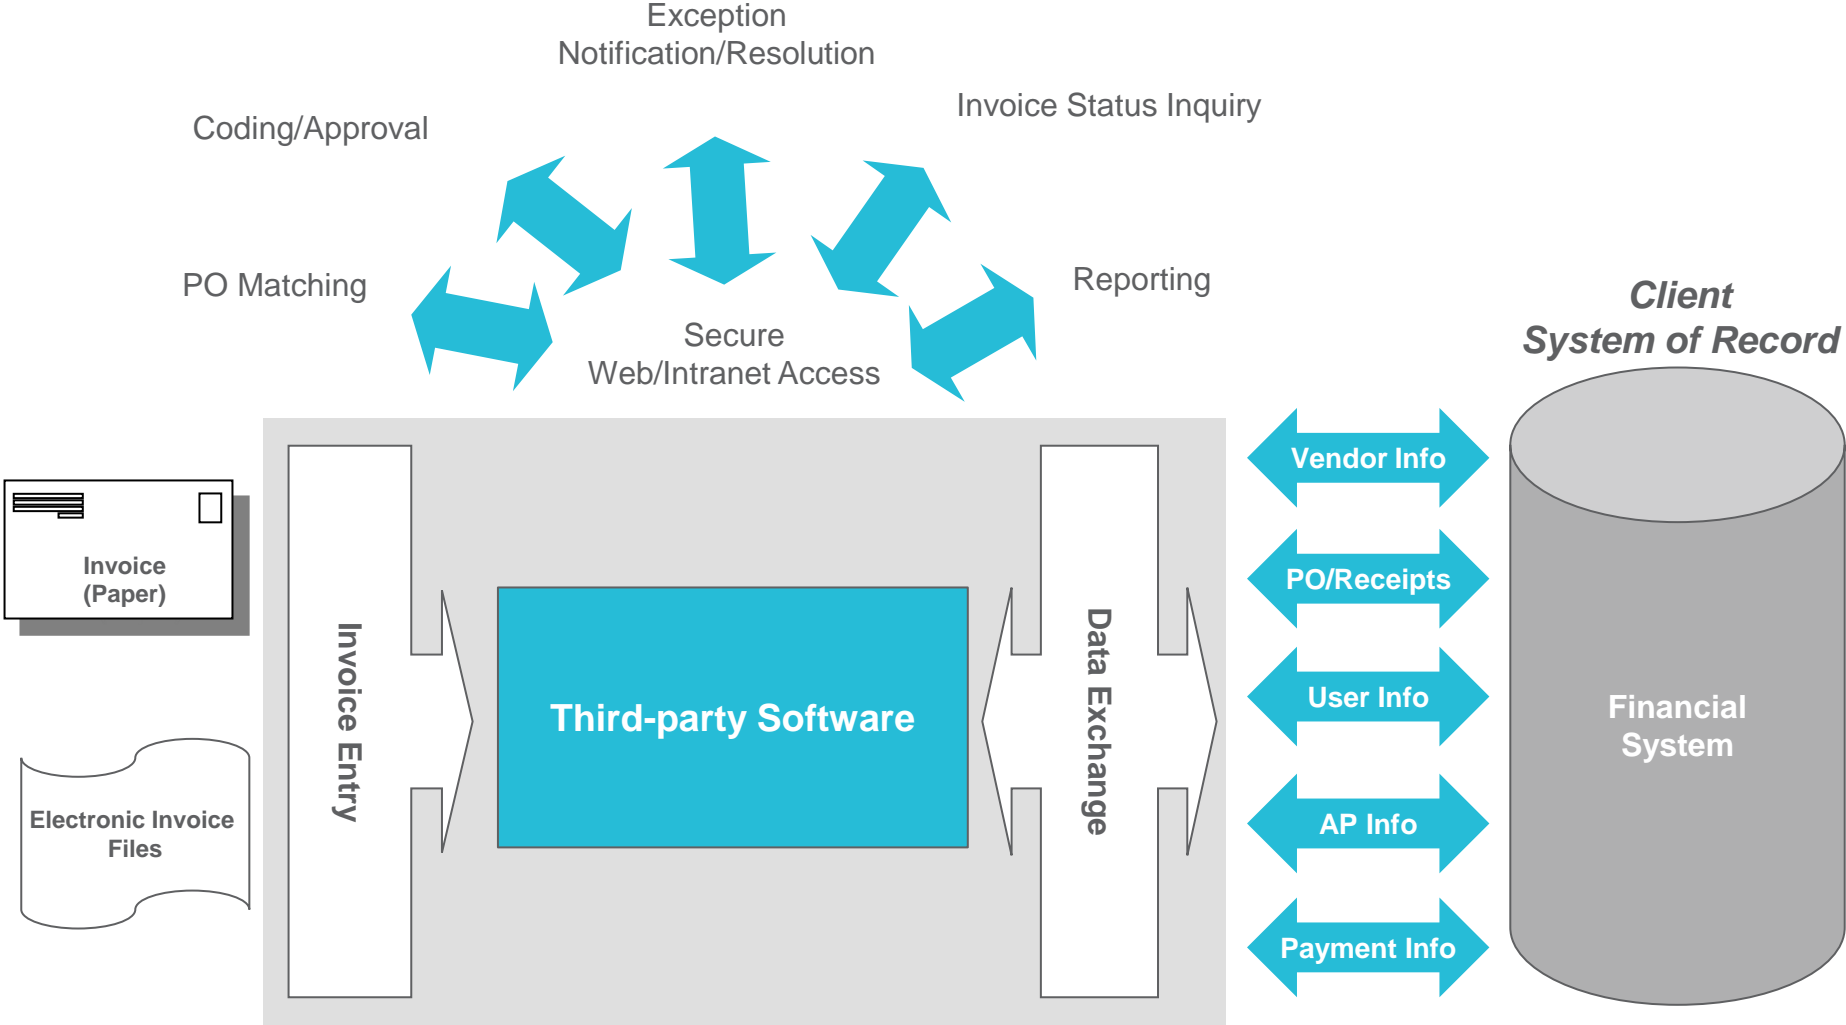 Exception
Notification/Resolution
Invoice Status Inquiry
Coding/Approval
PO Matching
Reporting
Secure
Web/Intranet Access
Client
System of Record
Invoice
(Paper)
Electronic Invoice
Files
Invoice Entry
Third-party Software
Data Exchange
Vendor Info
PO/Receipts
User Info
AP Info
Payment Info
Financial
System